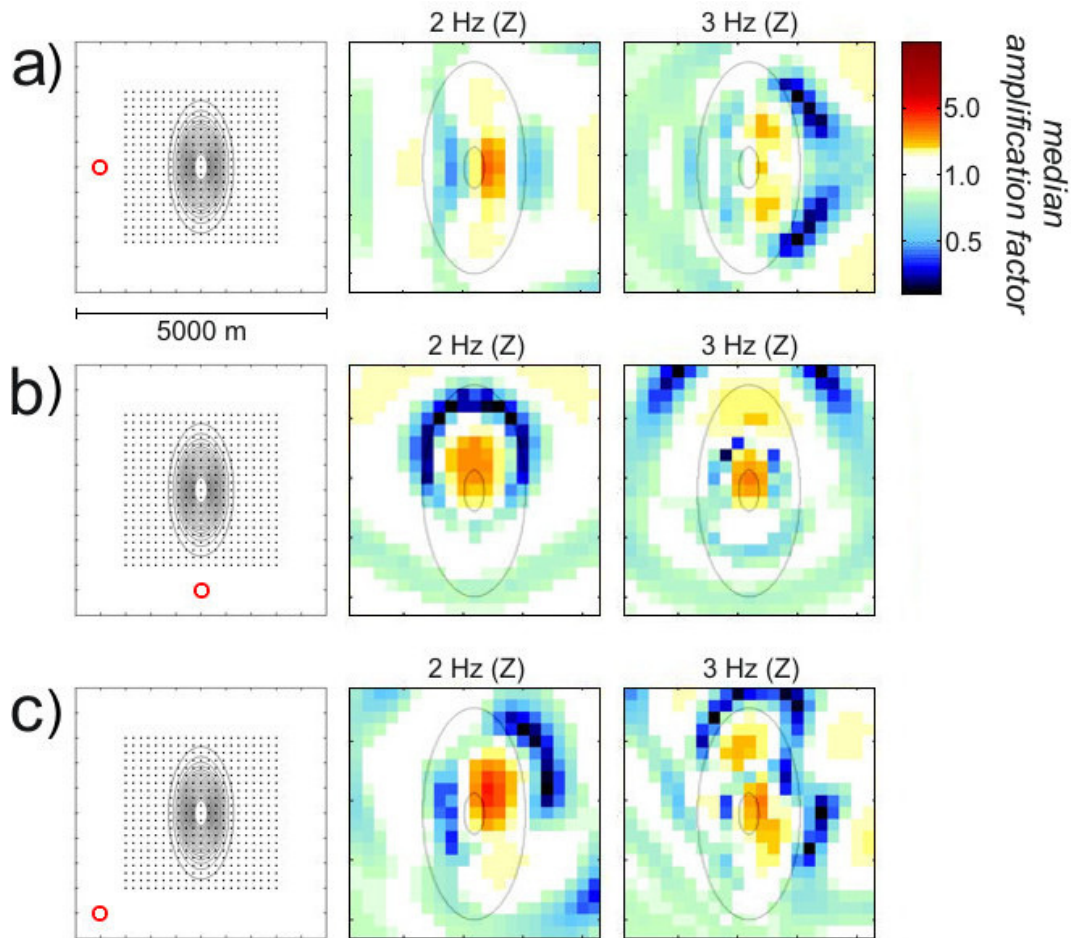 a)
2 Hz (Z)
3 Hz (Z)
5.0
1.0
0.5
median
amplification factor
5000 m
b)
2 Hz (Z)
3 Hz (Z)
c)
2 Hz (Z)
3 Hz (Z)